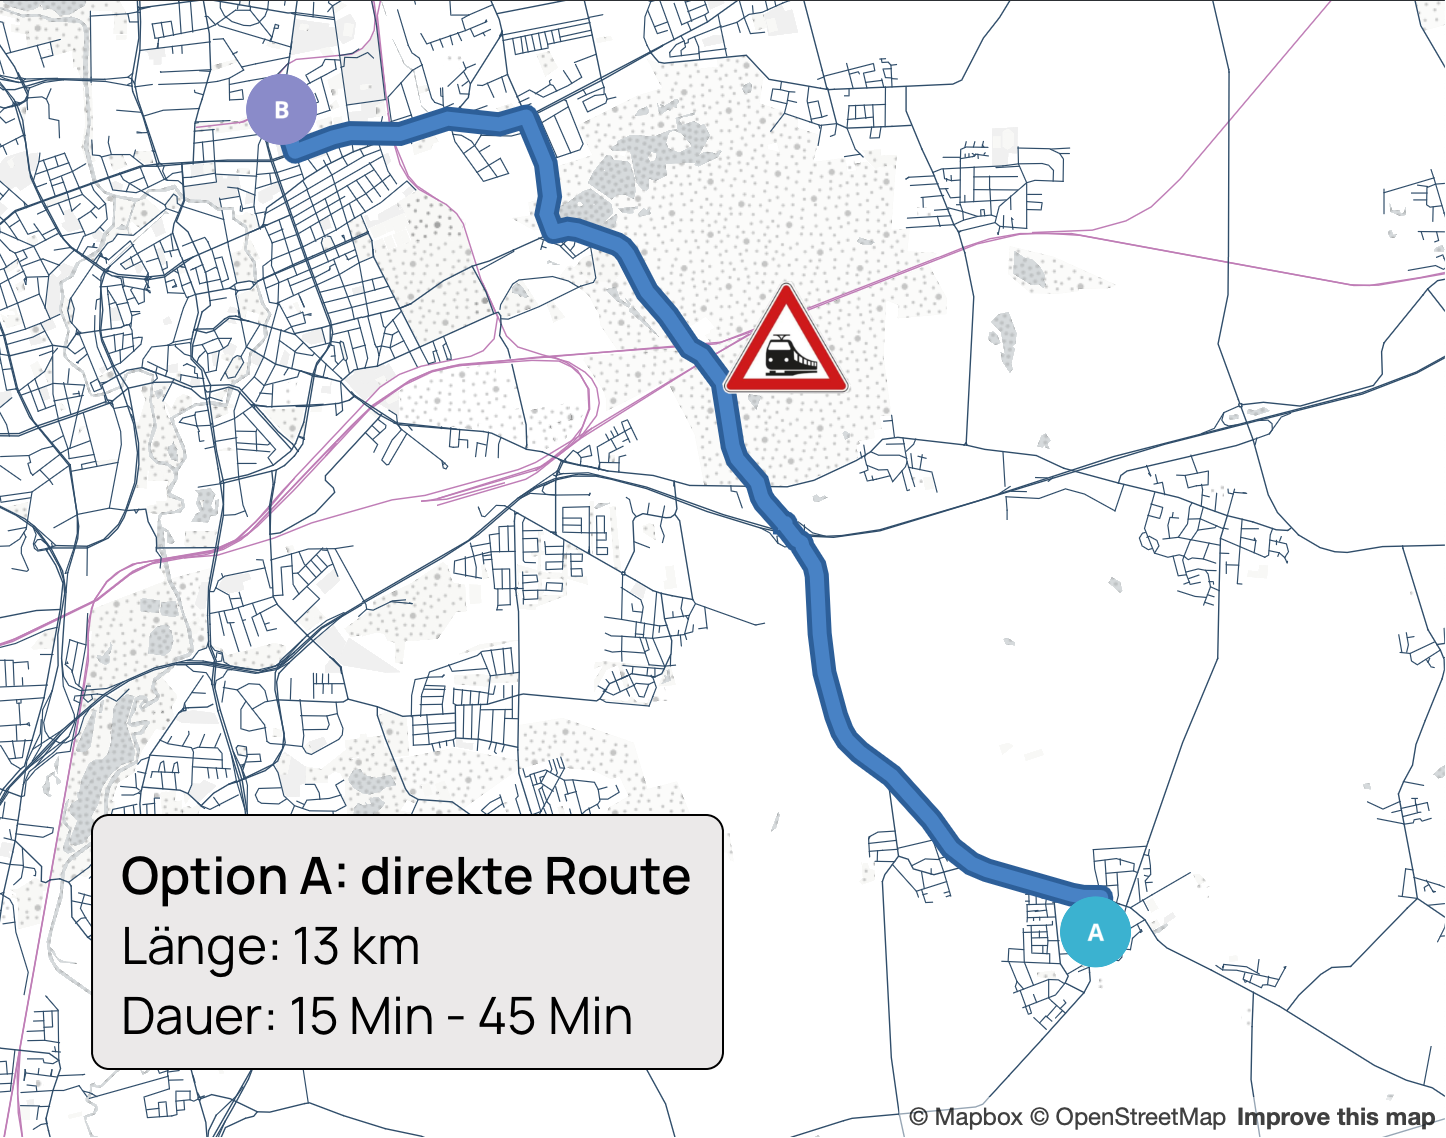 B
A
Option A: direkte Route
Länge: 13 km
Dauer: 15 Min - 45 Min
© Mapbox © OpenStreetMap Improve this map